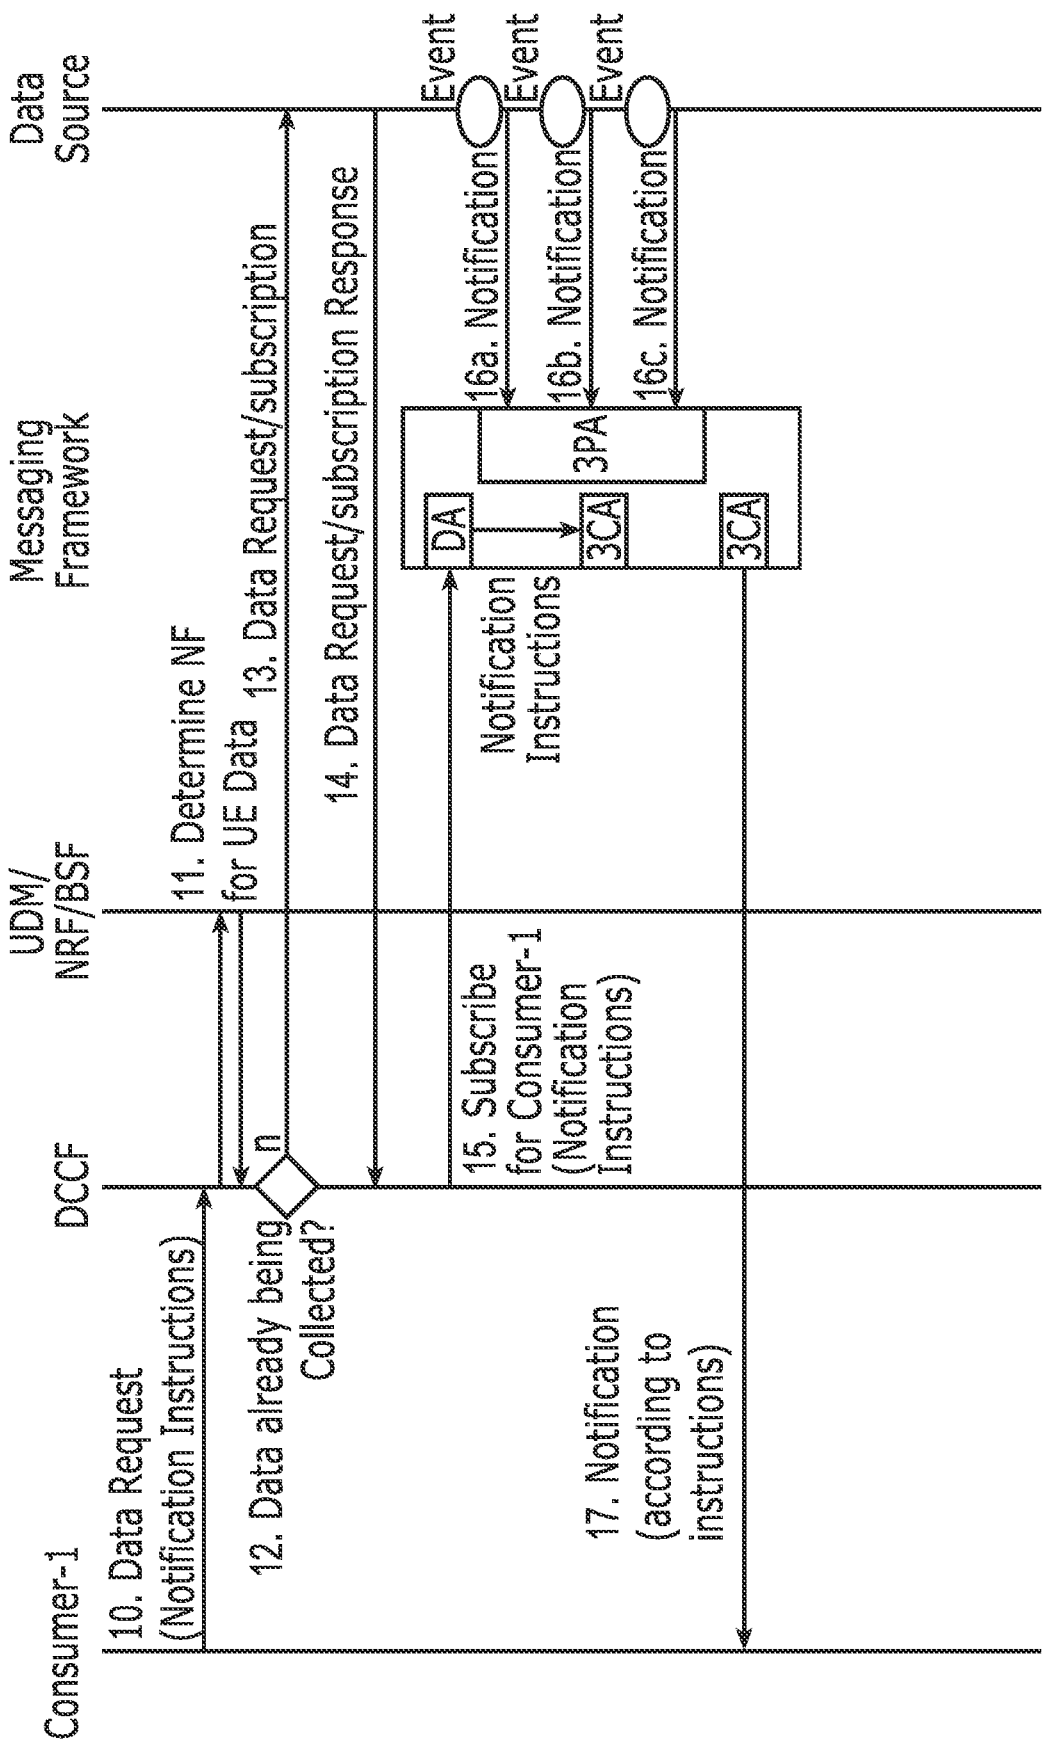 Consumer-1
DCCF
UDM/
NRF/BSF
Messaging
Framework
Data
Source
10. Data Request
(Notification Instructions)
11. Determine NF
for UE Data
12. Data already being
Collected?
n
13. Data Request/subscription
14. Data Request/subscription Response
15. Subscribe
for Consumer-1
(Notification
Instructions)
DA
Notification
Instructions
3CA
3PA
3CA
Event
16a. Notification
Event
16b. Notification
Event
16c. Notification
17. Notification
(according to
instructions)